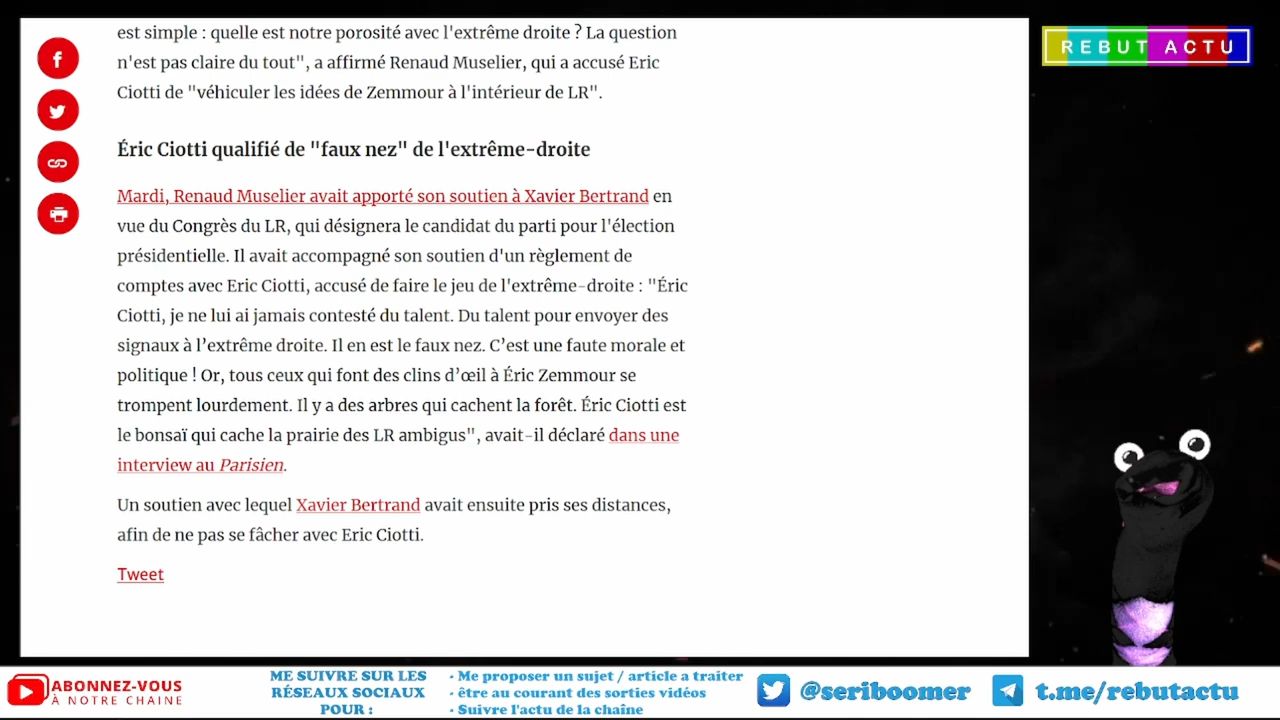 est simple : quelle est notre porosité avec l'extrême droite ? La question
n'est pas claire du tout", a affirmé Renaud Muselier, qui a accusé Eric
Ciotti de "véhiculer les idées de Zemmour à l'intérieur de LR".
Éric Ciotti qualifié de "faux nez" de l'extrême-droite
Mardi, Renaud Muselier avait apporté son soutien à Xavier Bertrand en
vue du Congrès du LR, qui désignera le candidat du parti pour l'élection
présidentielle. Il avait accompagné son soutien d'un règlement de
comptes avec Eric Ciotti, accusé de faire le jeu de l'extrême-droite : "Éric
Ciotti, je ne lui ai jamais contesté du talent. Du talent pour envoyer des
signaux à l’extrême droite. Il en est le faux nez. C’est une faute morale et
politique ! Or, tous ceux qui font des clins d’œil à Éric Zemmour se
trompent lourdement. Il y a des arbres qui cachent la forêt. Éric Ciotti est
le bonsaï qui cache la prairie des LR ambigus", avait-il déclaré dans une
interview au Parisien.
Un soutien avec lequel Xavier Bertrand avait ensuite pris ses distances,
afin de ne pas se fâcher avec Eric Ciotti.
Tweet
REBUT ACTU
ABONNEZ-VOUS
À NOTRE CHAINE
ME SUIVRE SUR LES
RÉSEAUX SOCIAUX
POUR :
- Me proposer un sujet / article a traiter
- être au courant des sorties vidéos
- Suivre l'actu de la chaîne
@seriboomer
t.me/rebutactu